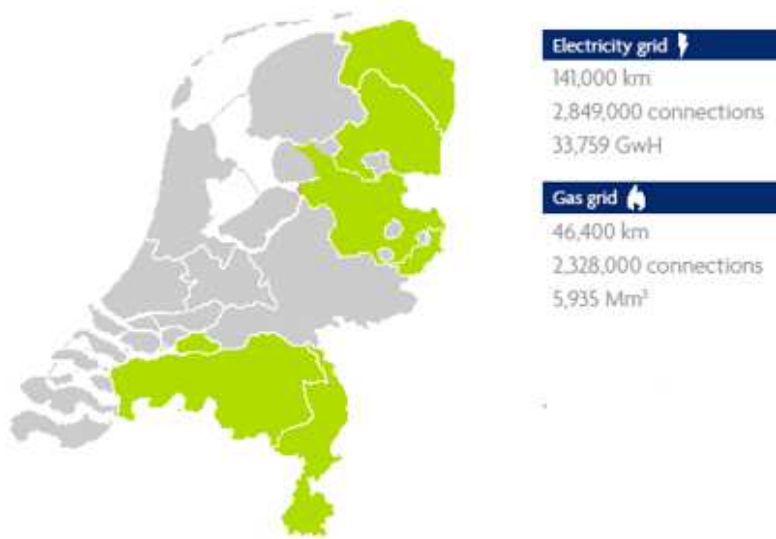 Electricity grid
141,000 km
2,849,000 connections
33,759 GwH
Gas grid
46,400 km
2,328,000 connections
5,935 Mm³